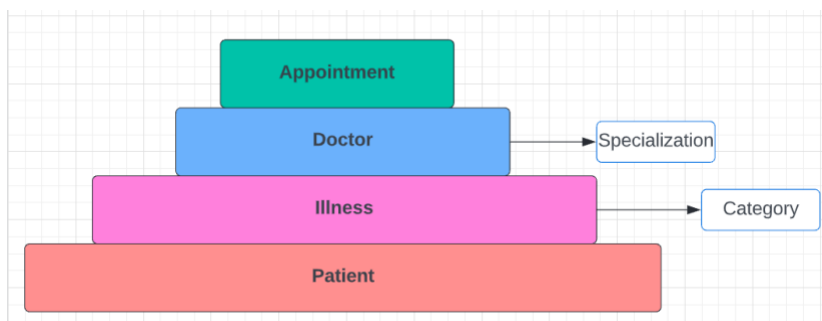 Appointment
Doctor
Specialization
Illness
Category
Patient